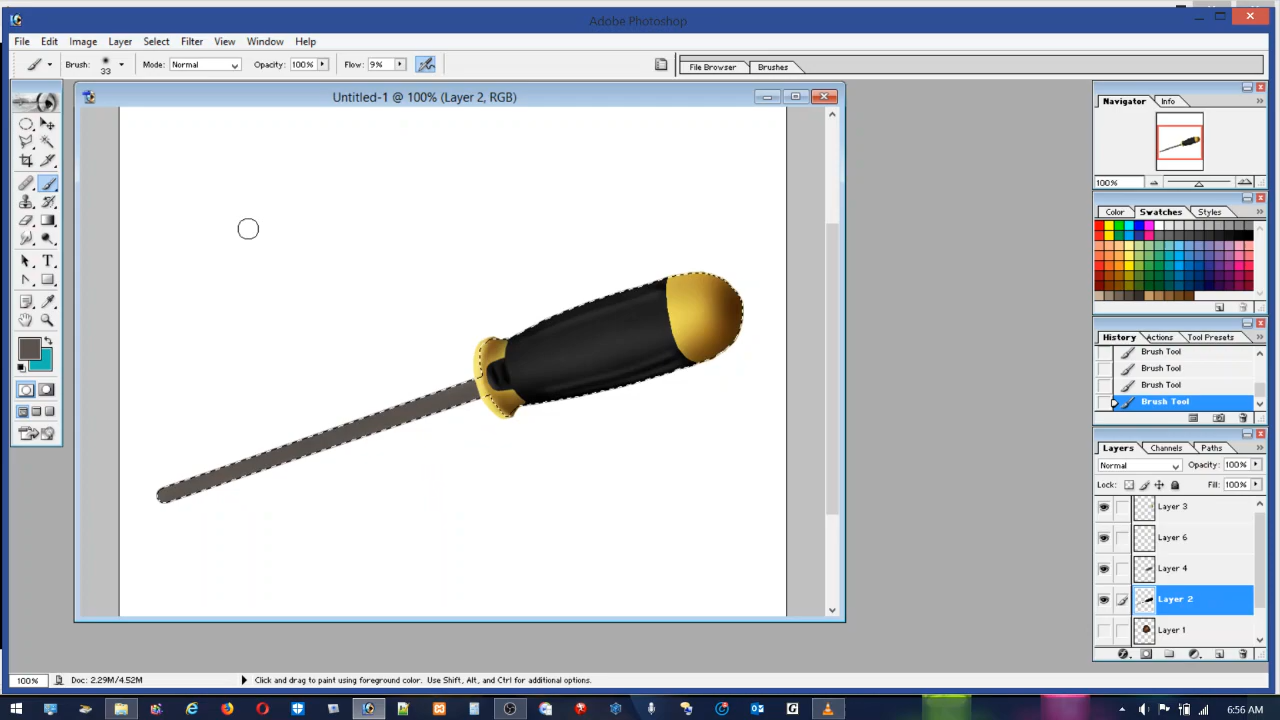 Adobe Photoshop
File Edit Image Layer Select Filter View Window Help
Brush: 33 Mode: Normal Opacity: 100% Flow: 9% File Browser Brushes
Untitled-1 @ 100% (Layer 2, RGB)
Navigator Info
100%
Color Swatches Styles
History Actions Tool Presets
Brush Tool
Brush Tool
Brush Tool
Brush Tool
Layers Channels Paths
Normal Opacity: 100%
Lock: Fill: 100%
Layer 3
Layer 6
Layer 4
Layer 2
Layer 1
100% Doc: 2.29M/4.52M Click and drag to paint using foreground color. Use Shift, Alt, and Ctrl for additional options.
6:56 AM